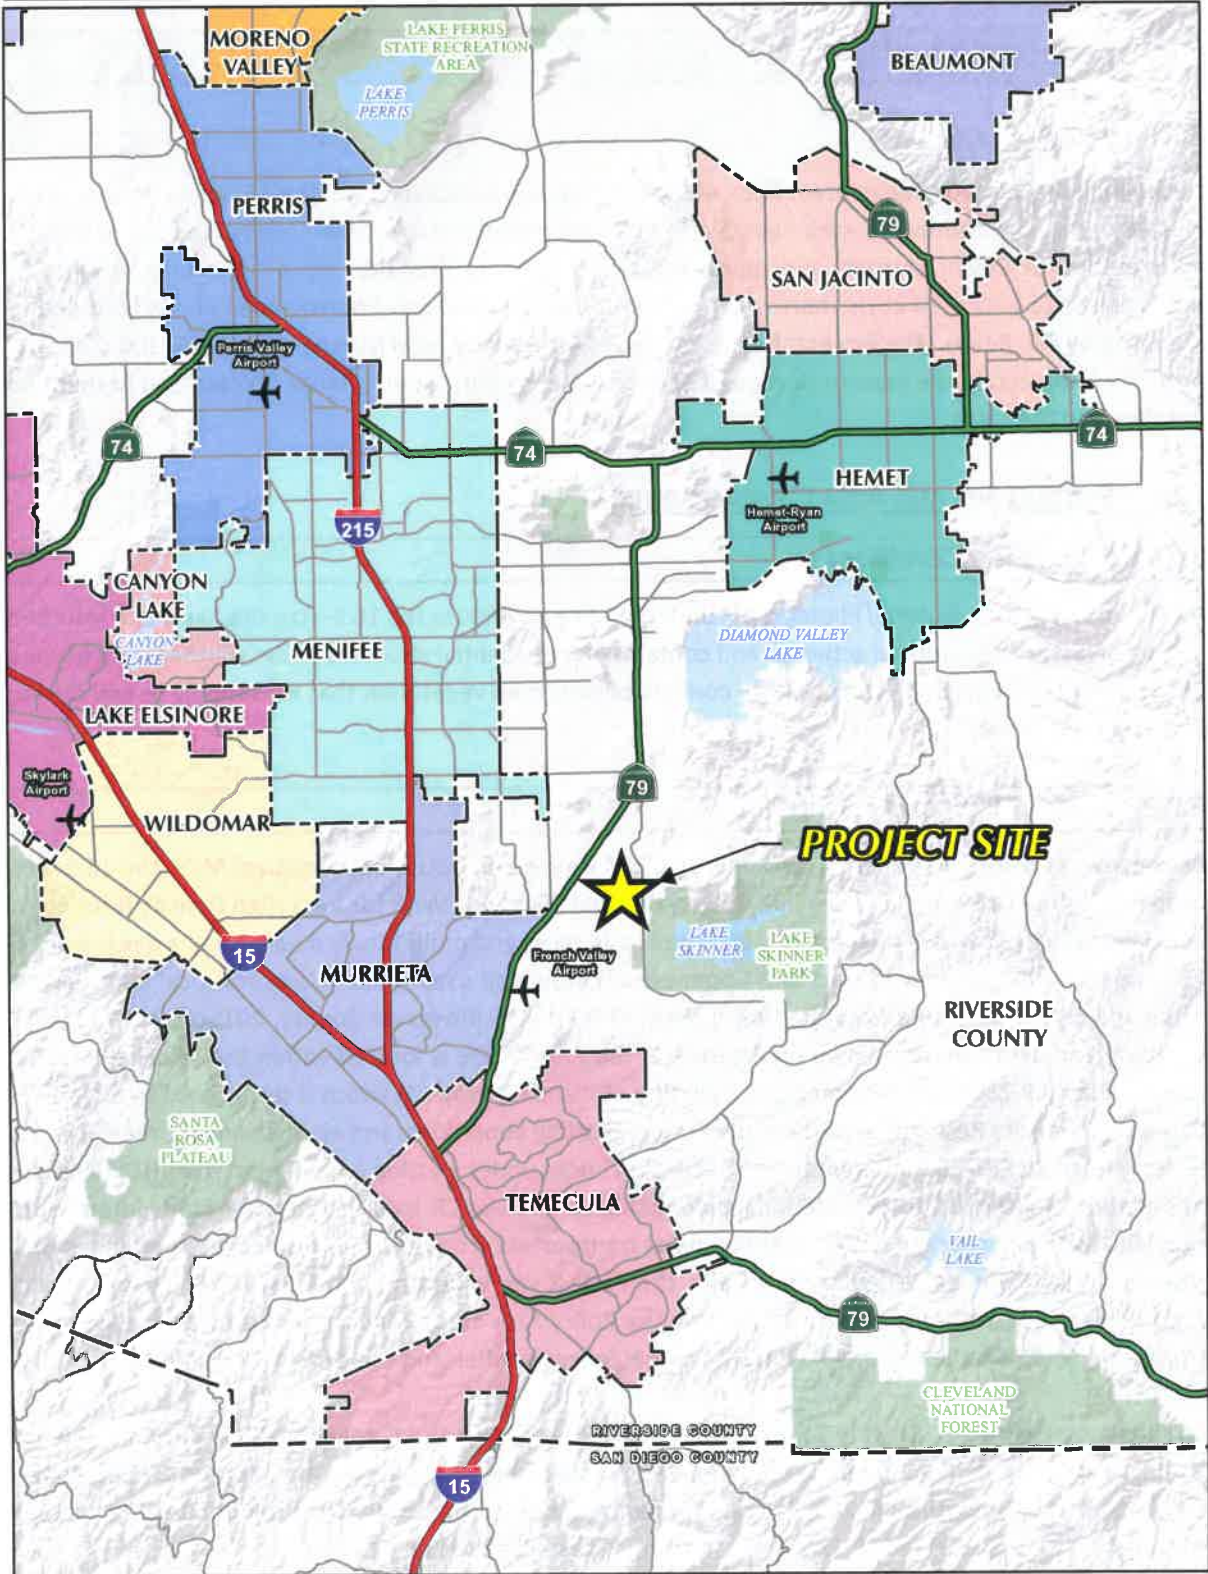 MORENO
VALLEY
LAKE PERRIS
STATE RECREATION
AREA
LAKE
PERRIS
BEAUMONT
PERRIS
79
SAN JACINTO
Perris Valley
Airport
74
74
74
HEMET
Hemet-Ryan
Airport
215
CANYON
LAKE
CANYON
LAKE
MENIFEE
DIAMOND VALLEY
LAKE
LAKE ELSINORE
Skylark
Airport
79
WILDOMAR
PROJECT SITE
LAKE
SKINNER
LAKE
SKINNER
PARK
15
MURRIETA
French Valley
Airport
RIVERSIDE
COUNTY
SANTA
ROSA
PLATEAU
TEMECULA
VAIL
LAKE
79
CLEVELAND
NATIONAL
FOREST
RIVERSIDE COUNTY
SAN DIEGO COUNTY
15